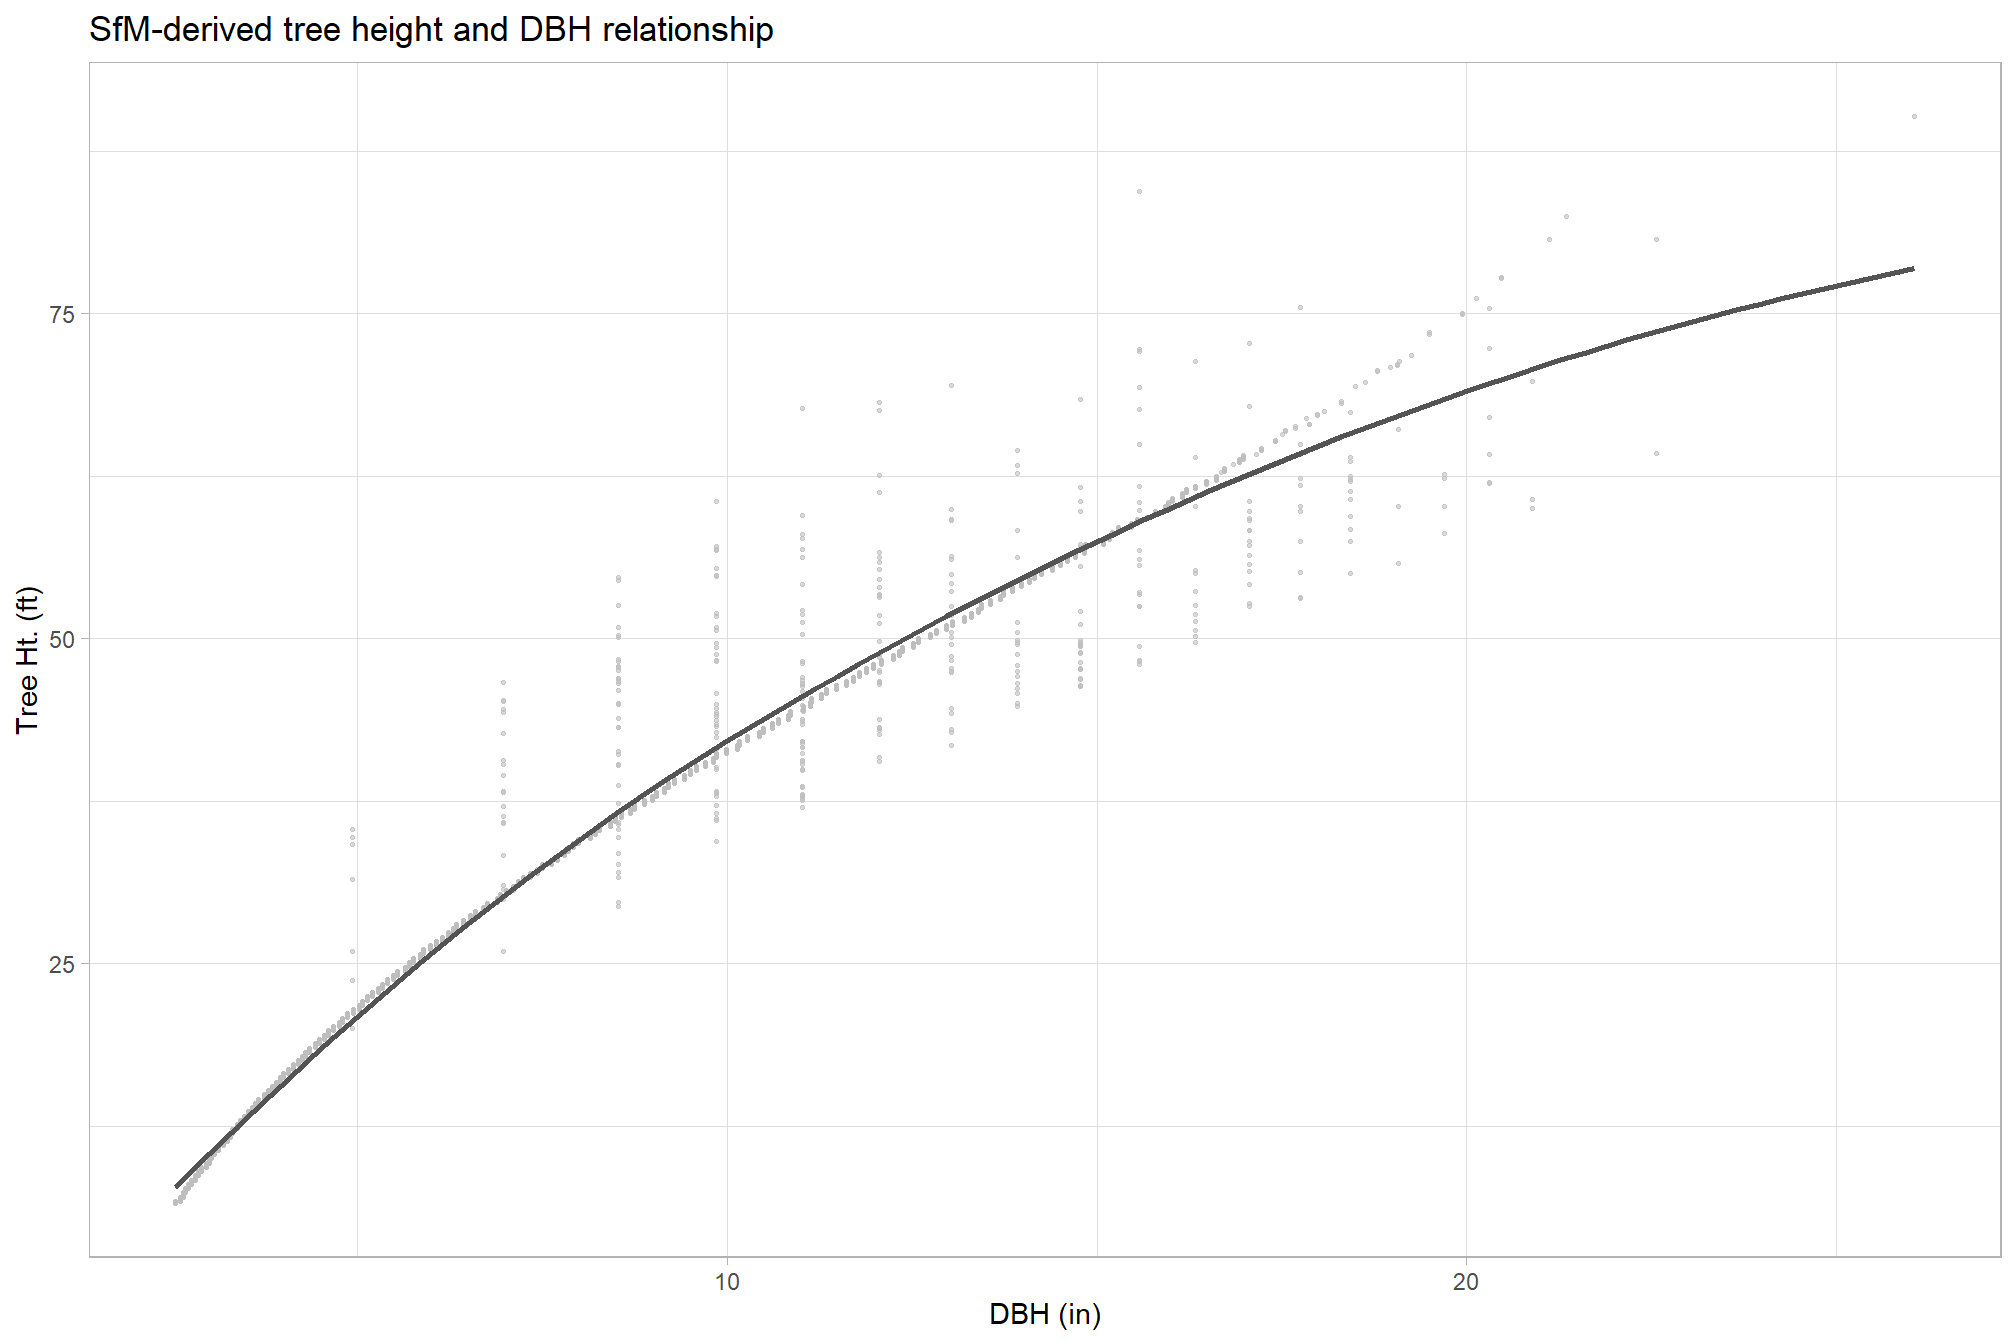 SfM-derived tree height and DBH relationship
Tree Ht. (ft)
75
50
25
10
20
DBH (in)